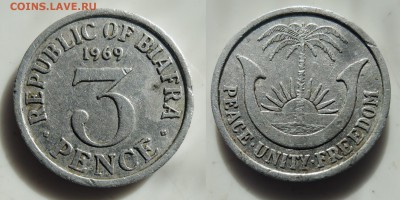 COINS.LAVE.RU
· REPUBLIC OF BIAFRA ·
1969
3
PENCE
PEACE · UNITY · FREEDOM